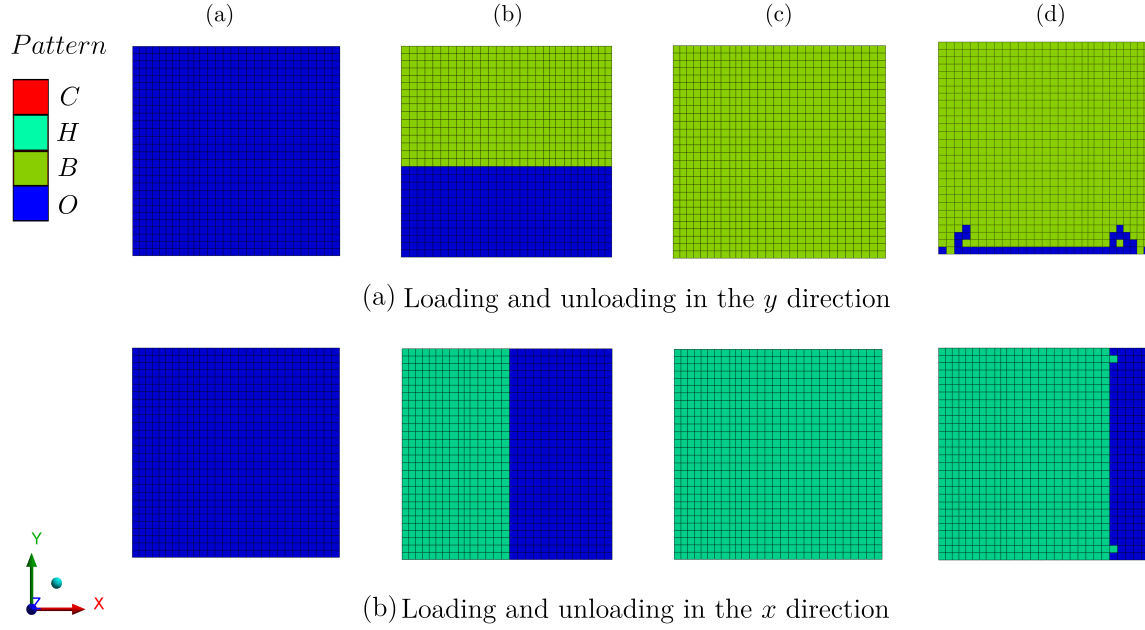 (a) (b) (c) (d)
Pattern
C
H
B
O
(a) Loading and unloading in the y direction
Y
Z X
(b) Loading and unloading in the x direction